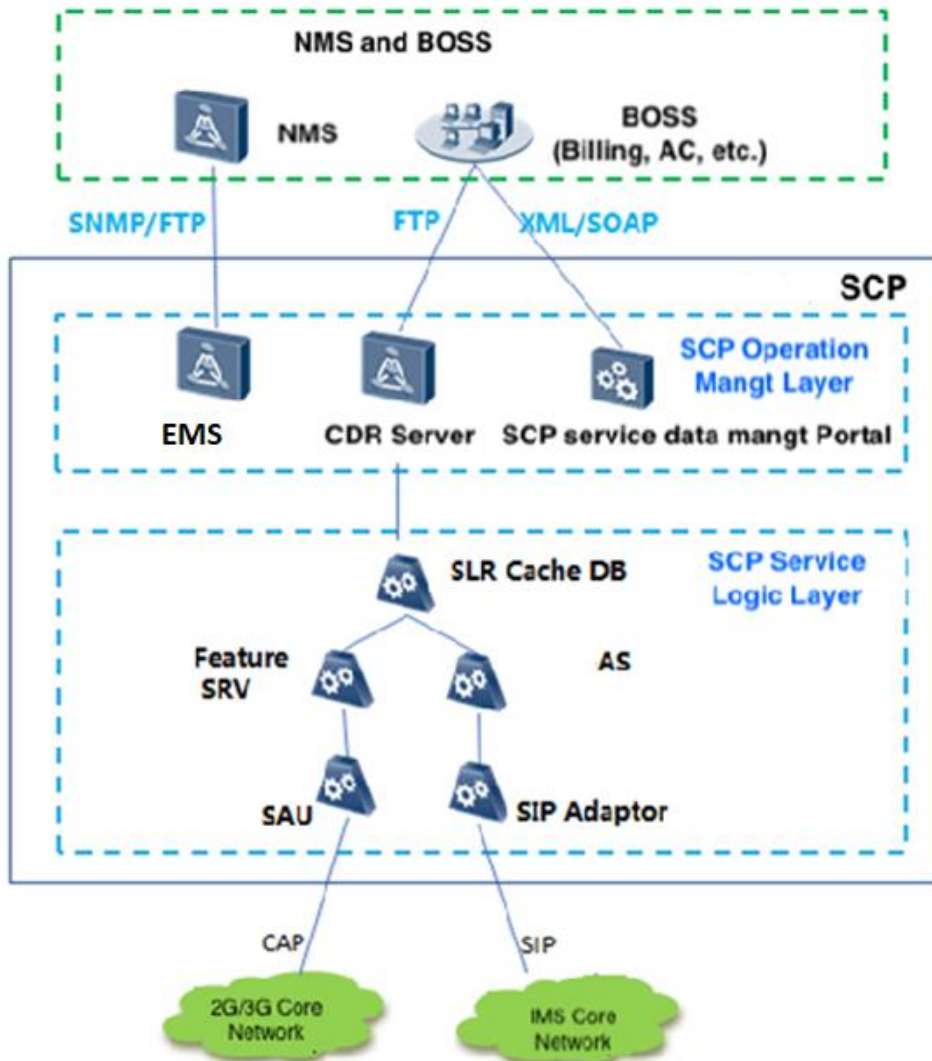 NMS and BOSS
NMS
BOSS
(Billing, AC, etc.)
SNMP/FTP
FTP
XML/SOAP
SCP
SCP Operation
Mangt Layer
EMS
CDR Server
SCP service data mangt Portal
SLR Cache DB
SCP Service
Logic Layer
Feature
SRV
AS
SAU
SIP Adaptor
CAP
SIP
2G/3G Core
Network
IMS Core
Network